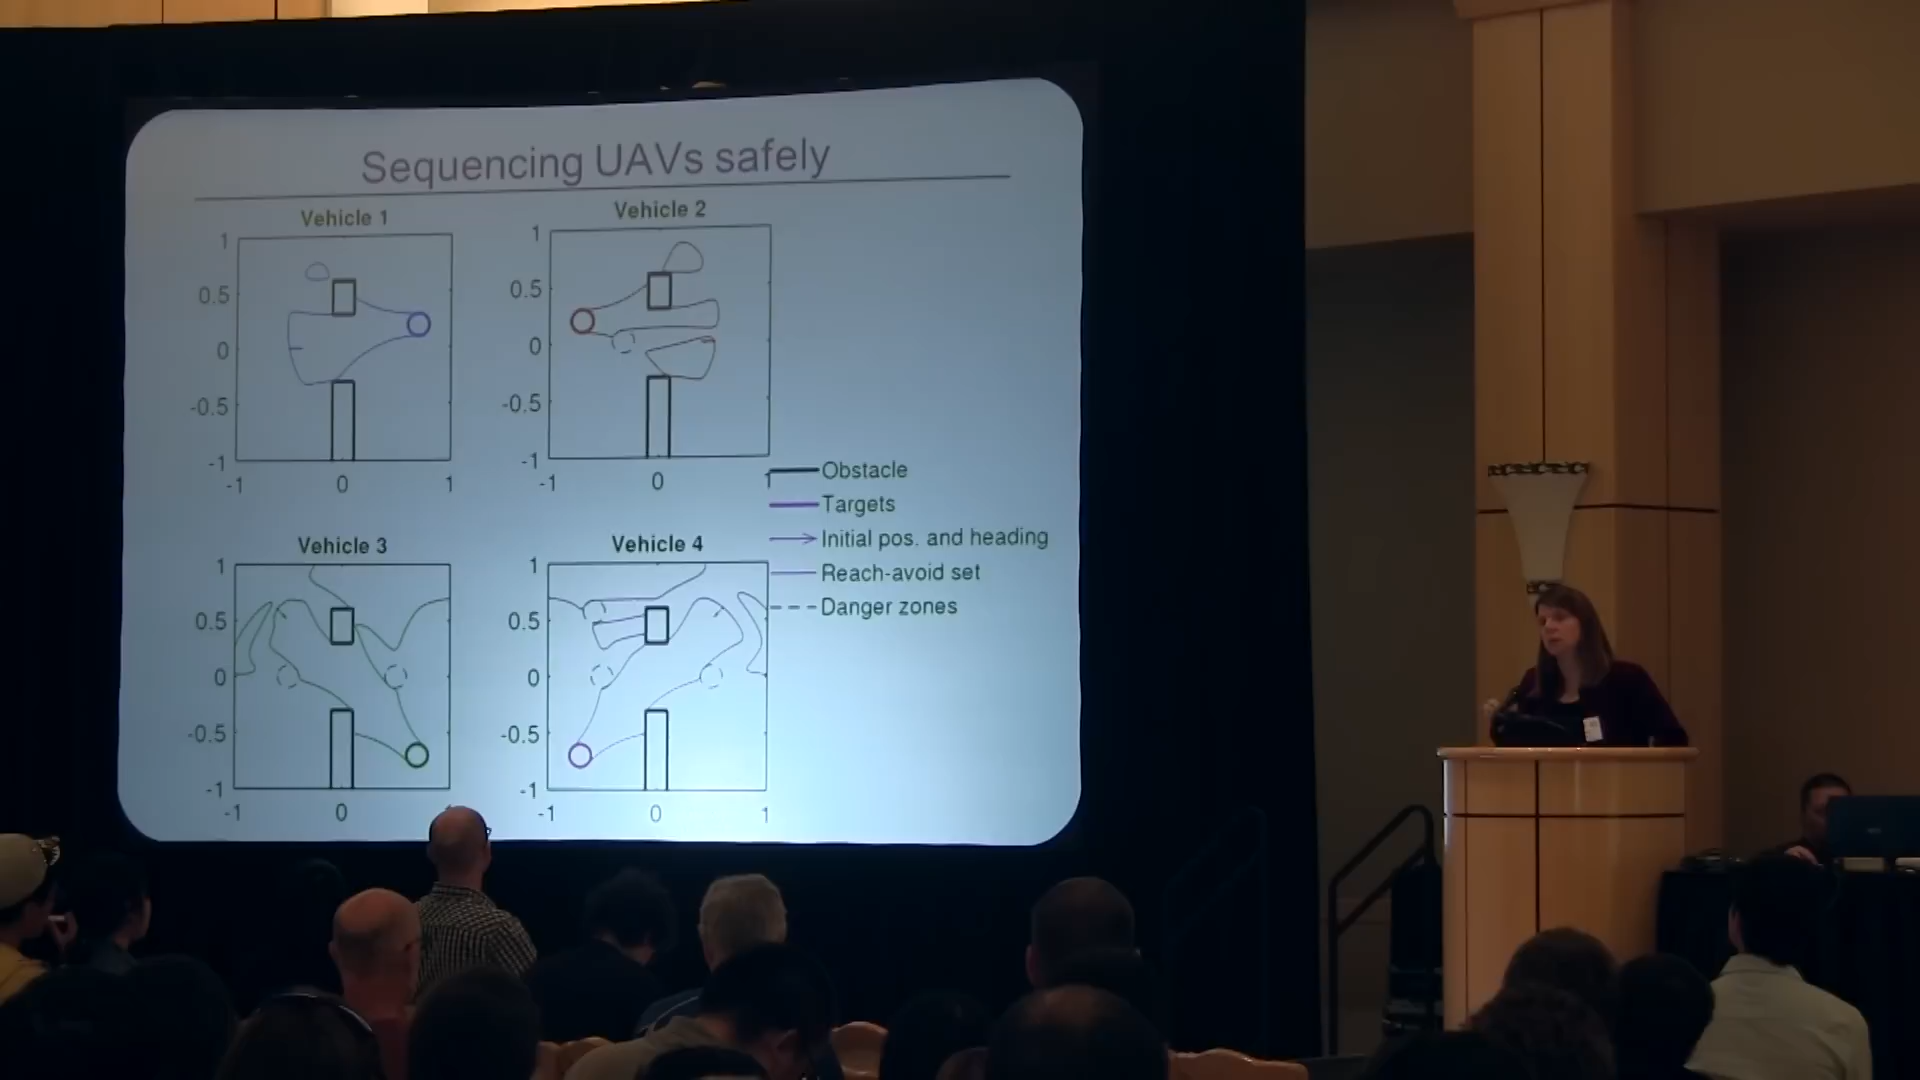 Sequencing UAVs safely
Vehicle 1
1
0.5
0
-0.5
-1
-1 0 1
Vehicle 2
1
0.5
0
-0.5
-1
-1 0 1
Obstacle
Targets
Initial pos. and heading
Reach-avoid set
Danger zones
Vehicle 3
1
0.5
0
-0.5
-1
-1 0
Vehicle 4
1
0.5
0
-0.5
-1
-1 0 1